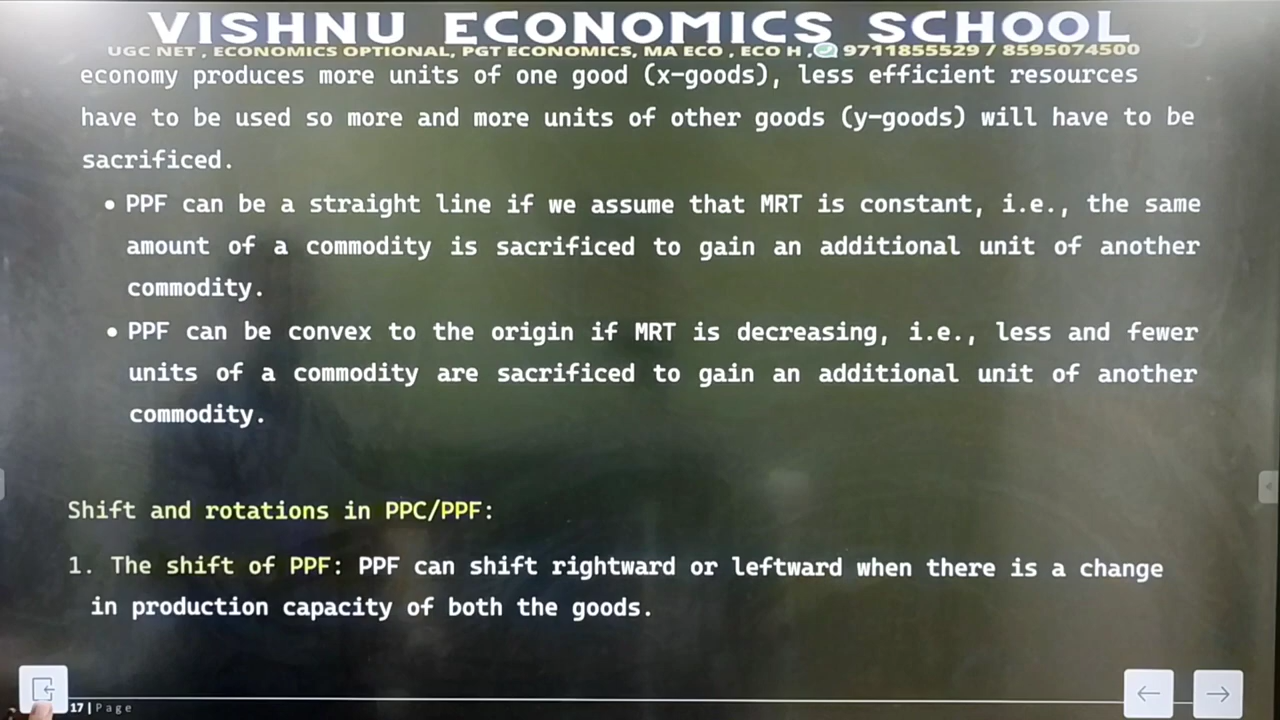 VISHNU ECONOMICS SCHOOL
UGC NET , ECONOMICS OPTIONAL, PGT ECONOMICS, MA ECO , ECO H , 9711855529 / 8595074500
economy produces more units of one good (x-goods), less efficient resources
have to be used so more and more units of other goods (y-goods) will have to be
sacrificed.
• PPF can be a straight line if we assume that MRT is constant, i.e., the same
amount of a commodity is sacrificed to gain an additional unit of another
commodity.
• PPF can be convex to the origin if MRT is decreasing, i.e., less and fewer
units of a commodity are sacrificed to gain an additional unit of another
commodity.
Shift and rotations in PPC/PPF:
1. The shift of PPF: PPF can shift rightward or leftward when there is a change
in production capacity of both the goods.
17 | Page